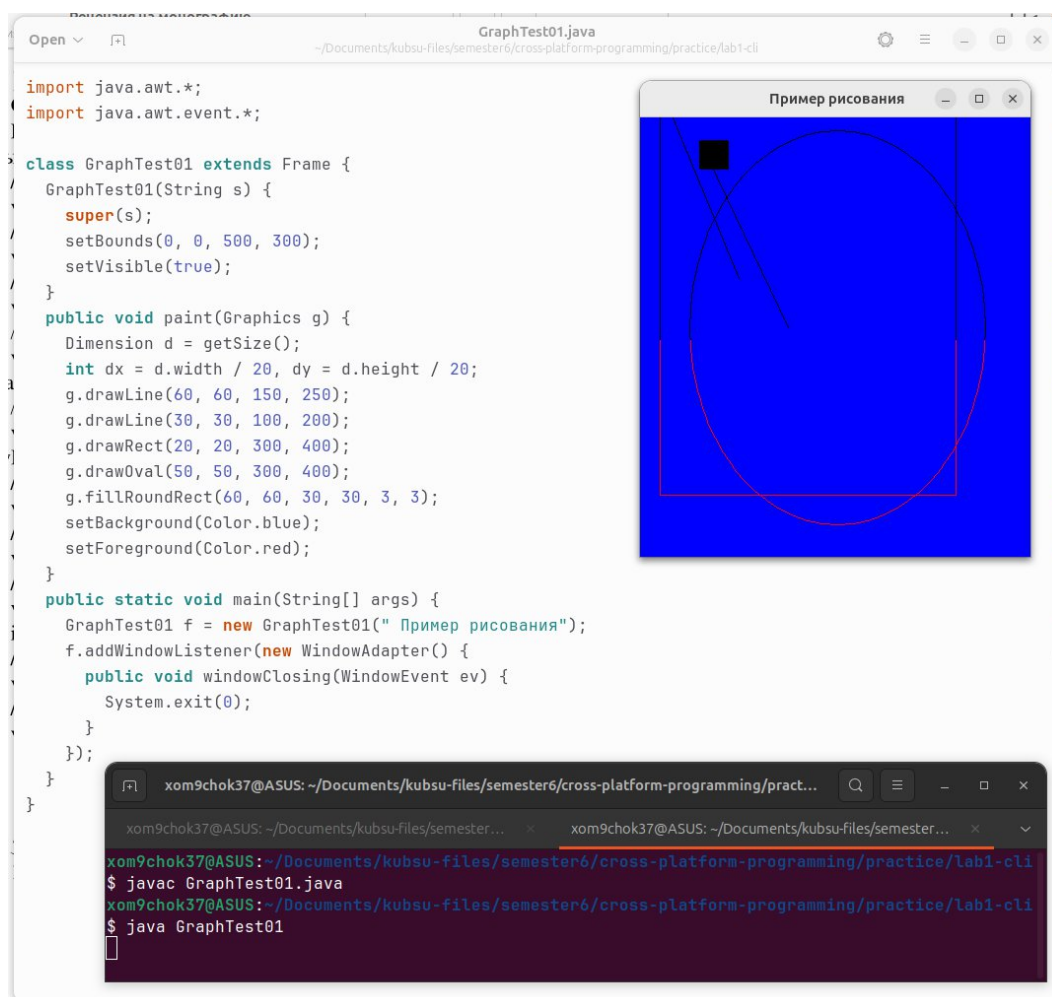 Рецензия на монографию
Open
GraphTest01.java
~/Documents/kubsu-files/semester6/cross-platform-programming/practice/lab1-cli
import java.awt.*;
import java.awt.event.*;
class GraphTest01 extends Frame {
GraphTest01(String s) {
super(s);
setBounds(0, 0, 500, 300);
setVisible(true);
}
public void paint(Graphics g) {
Dimension d = getSize();
int dx = d.width / 20, dy = d.height / 20;
g.drawLine(60, 60, 150, 250);
g.drawLine(30, 30, 100, 200);
g.drawRect(20, 20, 300, 400);
g.drawOval(50, 50, 300, 400);
g.fillRoundRect(60, 60, 30, 30, 3, 3);
setBackground(Color.blue);
setForeground(Color.red);
}
public static void main(String[] args) {
GraphTest01 f = new GraphTest01(" Пример рисования");
f.addWindowListener(new WindowAdapter() {
public void windowClosing(WindowEvent ev) {
System.exit(0);
}
});
}
}
Пример рисования
xom9chok37@ASUS: ~/Documents/kubsu-files/semester6/cross-platform-programming/pract...
xom9chok37@ASUS: ~/Documents/kubsu-files/semester...
xom9chok37@ASUS: ~/Documents/kubsu-files/semester...
xom9chok37@ASUS:~/Documents/kubsu-files/semester6/cross-platform-programming/practice/lab1-cli
$ javac GraphTest01.java
xom9chok37@ASUS:~/Documents/kubsu-files/semester6/cross-platform-programming/practice/lab1-cli
$ java GraphTest01